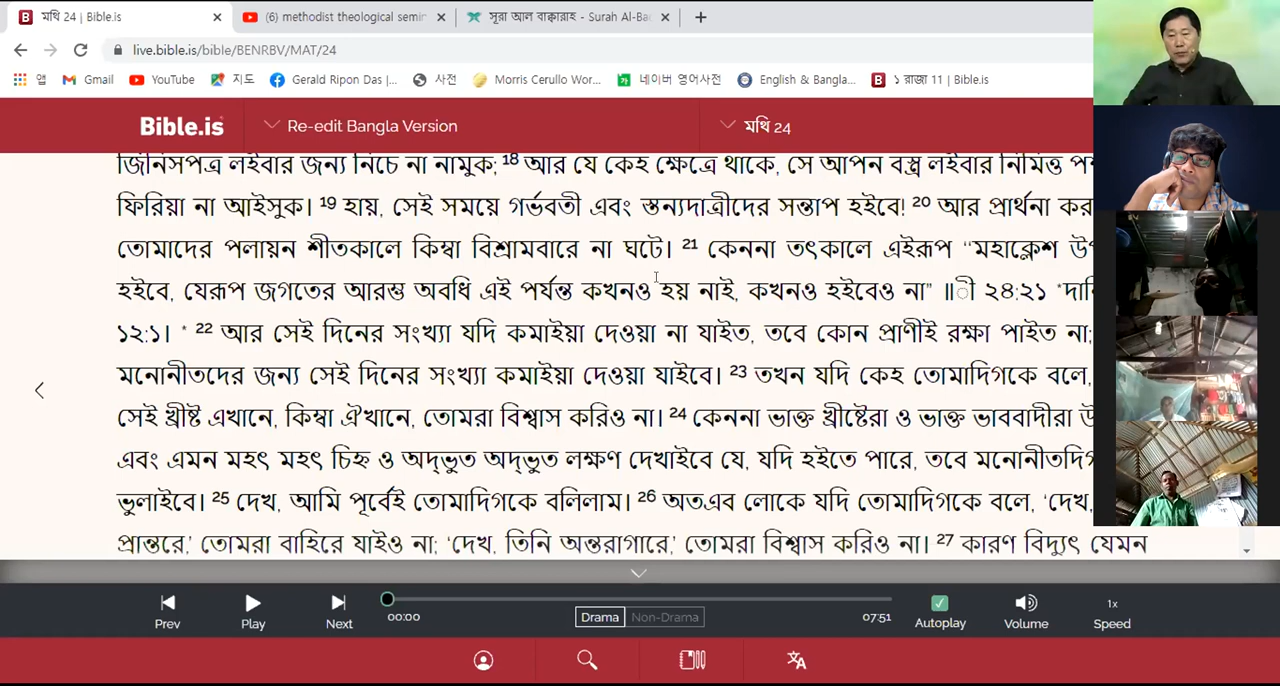 মথি 24 | Bible.is
(6) methodist theological semin
সূরা আল বাক্বারাহ - Surah Al-Ba
live.bible.is/bible/BENRBV/MAT/24
앱 Gmail YouTube 지도 Gerald Ripon Das |... 사전 Morris Cerullo Wor... 네이버 영어사전 English & Bangla... ১ রাজা 11 | Bible.is
Bible.is Re-edit Bangla Version মথি 24
জিনিসপত্র লইবার জন্য নিচে না নামুক; 18 আর যে কেহ ক্ষেত্রে থাকে, সে আপন বস্ত্র লইবার নিমিত্ত
ফিরিয়া না আইসুক। 19 হায়, সেই সময়ে গর্ভবতী এবং স্তন্যদাত্রীদের সন্তাপ হইবে! 20 আর প্রার্থনা
তোমাদের পলায়ন শীতকালে কিম্বা বিশ্রামবারে না ঘটে। 21 কেননা তৎকালে এইরূপ “মহাক্লেশ
হইবে, যেরূপ জগতের আরম্ভ অবধি এই পর্যন্ত কখনও হয় নাই, কখনও হইবেও না” ॥ী ২৪:২১
১২:১। * 22 আর সেই দিনের সংখ্যা যদি কমাইয়া দেওয়া না যাইত, তবে কোন প্রাণীই রক্ষা পাইত না;
মনোনীতদের জন্য সেই দিনের সংখ্যা কমাইয়া দেওয়া যাইবে। 23 তখন যদি কেহ তোমাদিগকে বলে,
সেই খ্রীষ্ট এখানে, কিম্বা ঐখানে, তোমরা বিশ্বাস করিও না। 24 কেননা ভাক্ত খ্রীষ্টেরা ও ভাক্ত ভাববাদীরা
এবং এমন মহৎ মহৎ চিহ্ন ও অদ্ভুত অদ্ভুত লক্ষণ দেখাইবে যে, যদি হইতে পারে, তবে মনোনীতদিগ
ভুলাইবে। 25 দেখ, আমি পূর্বেই তোমাদিগকে বলিলাম। 26 অতএব লোকে যদি তোমাদিগকে বলে, ‘দেখ,
প্রান্তরে,’ তোমরা বাহিরে যাইও না; ‘দেখ, তিনি অন্তরাগারে,’ তোমরা বিশ্বাস করিও না। 27 কারণ বিদ্যুৎ যেমন
00:00 Drama Non-Drama 07:51 1x
Prev Play Next Autoplay Volume Speed